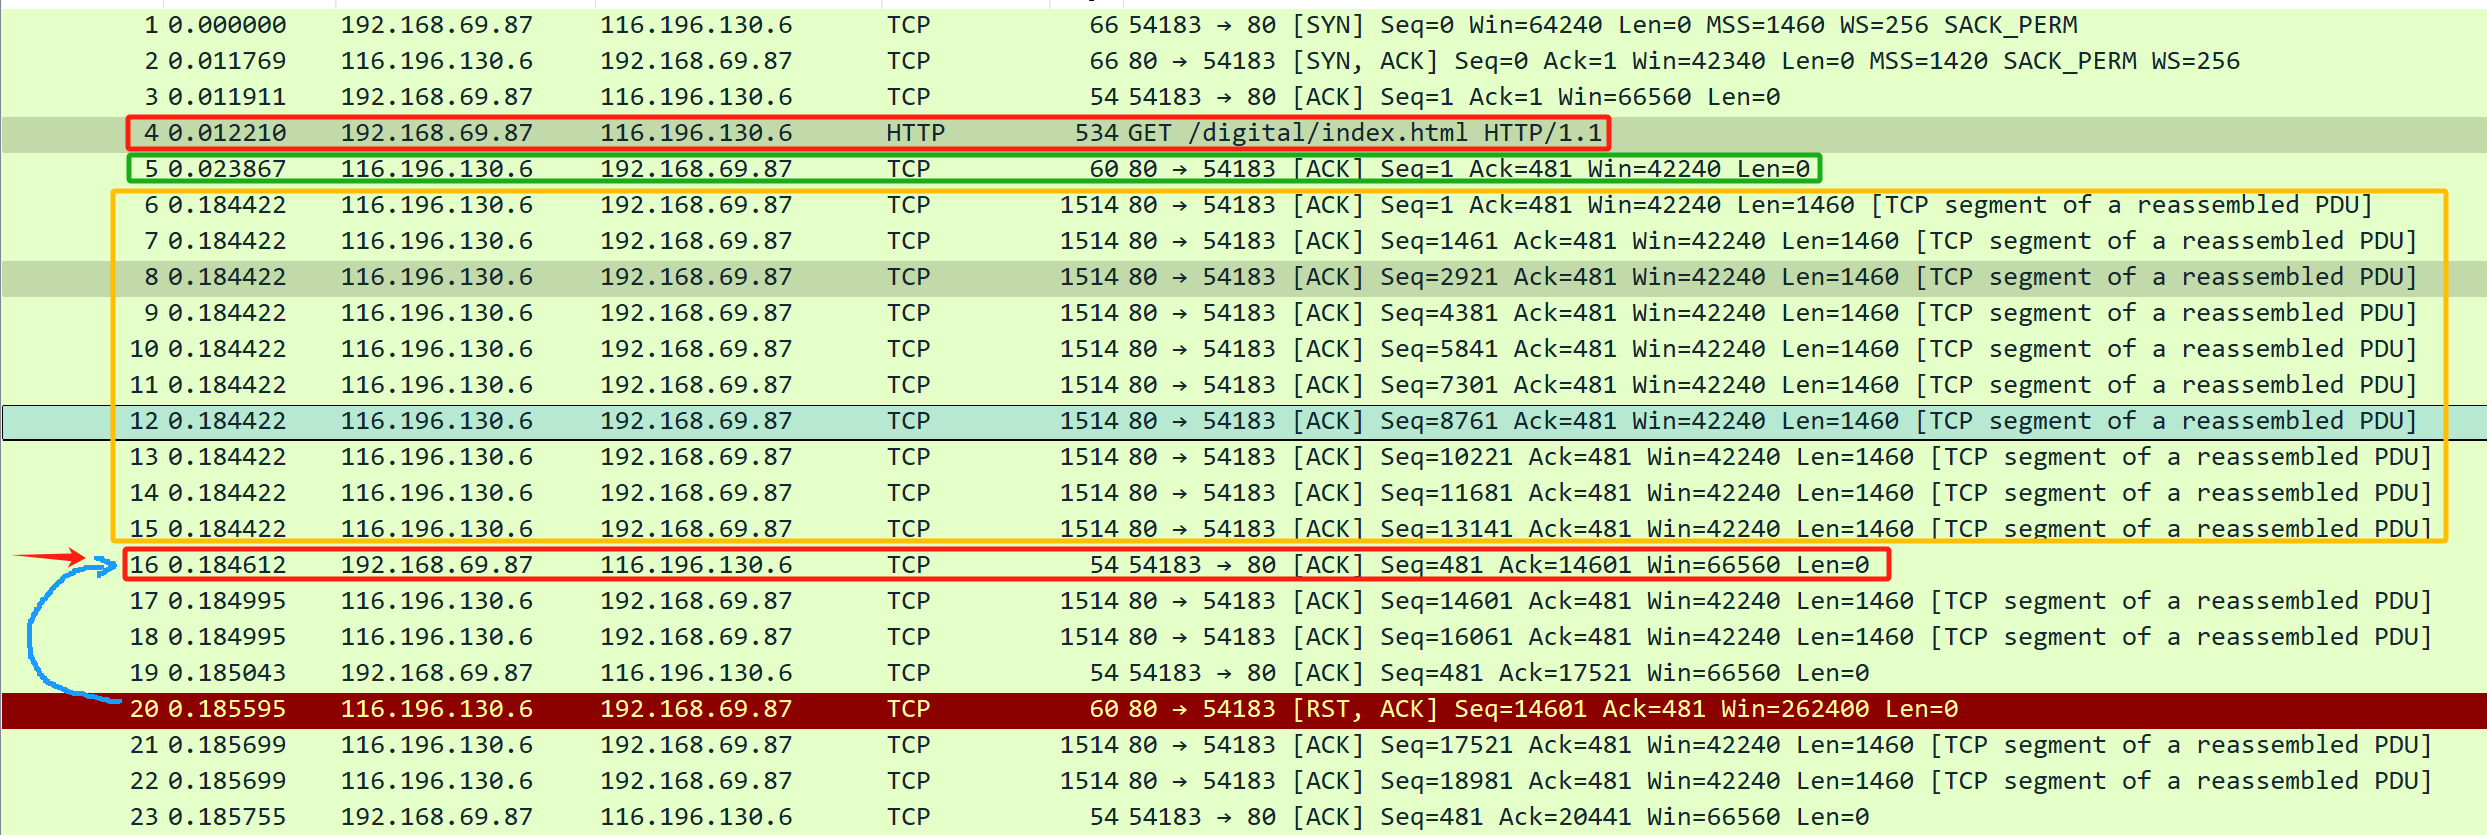 1 0.000000 192.168.69.87 116.196.130.6 TCP 66 54183 → 80 [SYN] Seq=0 Win=64240 Len=0 MSS=1460 WS=256 SACK_PERM
2 0.011769 116.196.130.6 192.168.69.87 TCP 66 80 → 54183 [SYN, ACK] Seq=0 Ack=1 Win=42340 Len=0 MSS=1420 SACK_PERM WS=256
3 0.011911 192.168.69.87 116.196.130.6 TCP 54 54183 → 80 [ACK] Seq=1 Ack=1 Win=66560 Len=0
4 0.012210 192.168.69.87 116.196.130.6 HTTP 534 GET /digital/index.html HTTP/1.1
5 0.023867 116.196.130.6 192.168.69.87 TCP 60 80 → 54183 [ACK] Seq=1 Ack=481 Win=42240 Len=0
6 0.184422 116.196.130.6 192.168.69.87 TCP 1514 80 → 54183 [ACK] Seq=1 Ack=481 Win=42240 Len=1460 [TCP segment of a reassembled PDU]
7 0.184422 116.196.130.6 192.168.69.87 TCP 1514 80 → 54183 [ACK] Seq=1461 Ack=481 Win=42240 Len=1460 [TCP segment of a reassembled PDU]
8 0.184422 116.196.130.6 192.168.69.87 TCP 1514 80 → 54183 [ACK] Seq=2921 Ack=481 Win=42240 Len=1460 [TCP segment of a reassembled PDU]
9 0.184422 116.196.130.6 192.168.69.87 TCP 1514 80 → 54183 [ACK] Seq=4381 Ack=481 Win=42240 Len=1460 [TCP segment of a reassembled PDU]
10 0.184422 116.196.130.6 192.168.69.87 TCP 1514 80 → 54183 [ACK] Seq=5841 Ack=481 Win=42240 Len=1460 [TCP segment of a reassembled PDU]
11 0.184422 116.196.130.6 192.168.69.87 TCP 1514 80 → 54183 [ACK] Seq=7301 Ack=481 Win=42240 Len=1460 [TCP segment of a reassembled PDU]
12 0.184422 116.196.130.6 192.168.69.87 TCP 1514 80 → 54183 [ACK] Seq=8761 Ack=481 Win=42240 Len=1460 [TCP segment of a reassembled PDU]
13 0.184422 116.196.130.6 192.168.69.87 TCP 1514 80 → 54183 [ACK] Seq=10221 Ack=481 Win=42240 Len=1460 [TCP segment of a reassembled PDU]
14 0.184422 116.196.130.6 192.168.69.87 TCP 1514 80 → 54183 [ACK] Seq=11681 Ack=481 Win=42240 Len=1460 [TCP segment of a reassembled PDU]
15 0.184422 116.196.130.6 192.168.69.87 TCP 1514 80 → 54183 [ACK] Seq=13141 Ack=481 Win=42240 Len=1460 [TCP segment of a reassembled PDU]
16 0.184612 192.168.69.87 116.196.130.6 TCP 54 54183 → 80 [ACK] Seq=481 Ack=14601 Win=66560 Len=0
17 0.184995 116.196.130.6 192.168.69.87 TCP 1514 80 → 54183 [ACK] Seq=14601 Ack=481 Win=42240 Len=1460 [TCP segment of a reassembled PDU]
18 0.184995 116.196.130.6 192.168.69.87 TCP 1514 80 → 54183 [ACK] Seq=16061 Ack=481 Win=42240 Len=1460 [TCP segment of a reassembled PDU]
19 0.185043 192.168.69.87 116.196.130.6 TCP 54 54183 → 80 [ACK] Seq=481 Ack=17521 Win=66560 Len=0
20 0.185595 116.196.130.6 192.168.69.87 TCP 60 80 → 54183 [RST, ACK] Seq=14601 Ack=481 Win=262400 Len=0
21 0.185699 116.196.130.6 192.168.69.87 TCP 1514 80 → 54183 [ACK] Seq=17521 Ack=481 Win=42240 Len=1460 [TCP segment of a reassembled PDU]
22 0.185699 116.196.130.6 192.168.69.87 TCP 1514 80 → 54183 [ACK] Seq=18981 Ack=481 Win=42240 Len=1460 [TCP segment of a reassembled PDU]
23 0.185755 192.168.69.87 116.196.130.6 TCP 54 54183 → 80 [ACK] Seq=481 Ack=20441 Win=66560 Len=0